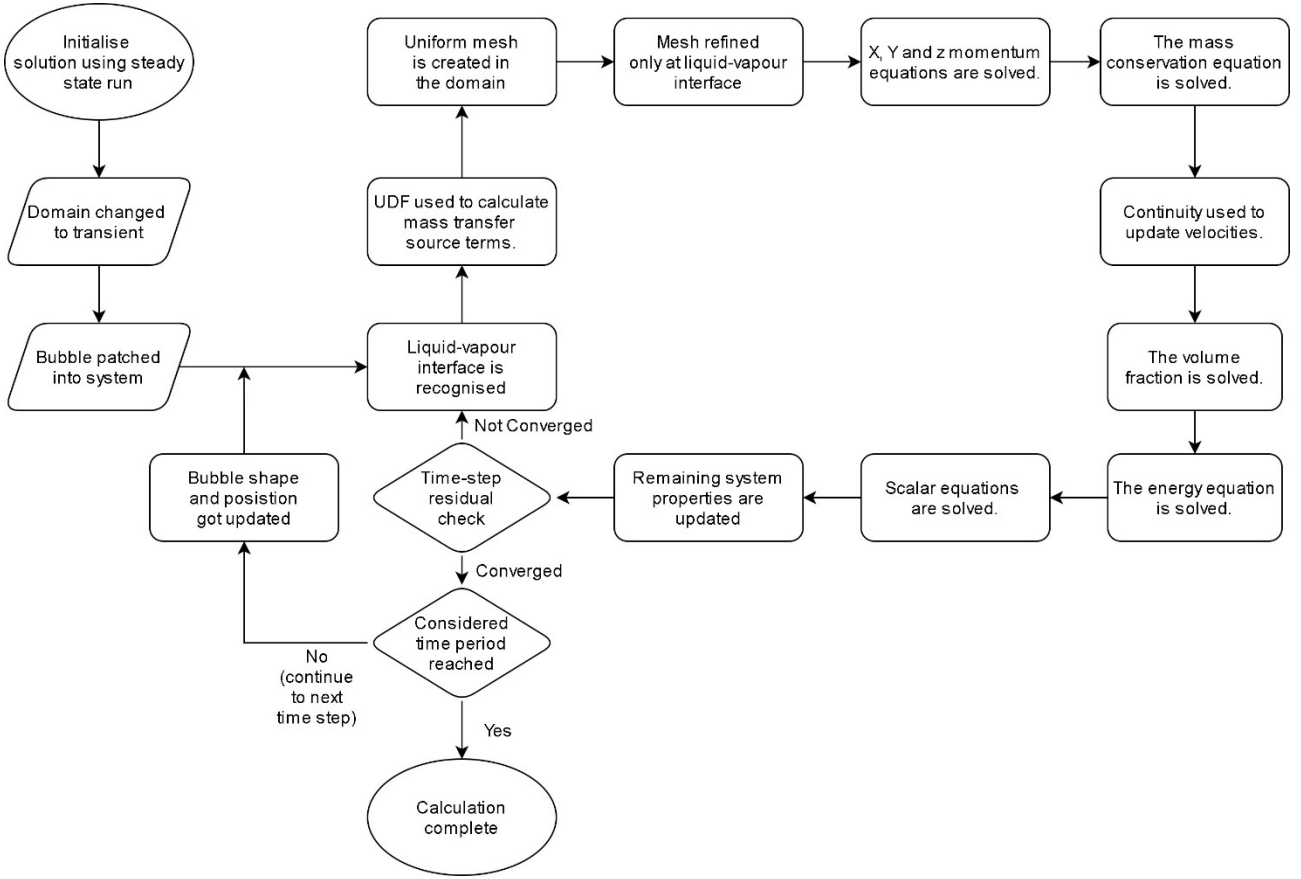 Initialise
solution using steady
state run
Domain changed
to transient
Bubble patched
into system
Liquid-vapour
interface is
recognised
UDF used to calculate
mass transfer
source terms.
Uniform mesh
is created in
the domain
Mesh refined
only at liquid-vapour
interface
X, Y and z momentum
equations are solved.
The mass
conservation equation
is solved.
Continuity used to
update velocities.
The volume
fraction is solved.
The energy equation
is solved.
Scalar equations
are solved.
Remaining system
properties are
updated
Time-step
residual
check
Not Converged
Converged
Considered
time period
reached
No
(continue
to next
time step)
Bubble shape
and posistion
got updated
Yes
Calculation
complete